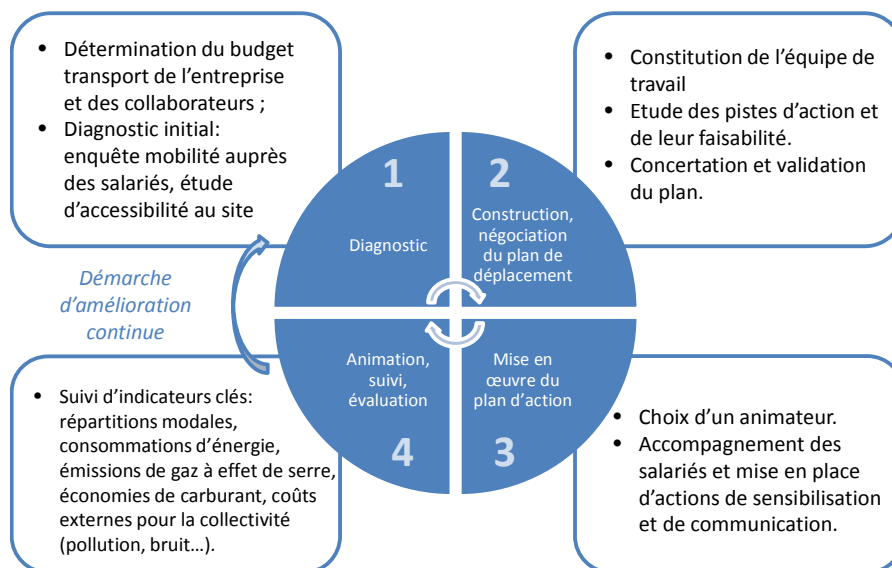 • Détermination du budget
transport de l'entreprise
et des collaborateurs ;
• Diagnostic initial:
enquête mobilité auprès
des salariés, étude
d'accessibilité au site
• Constitution de l'équipe de
travail
• Etude des pistes d'action et
de leur faisabilité.
• Concertation et validation
du plan.
1
Diagnostic
2
Construction,
négociation
du plan de
déplacement
Démarche
d'amélioration
continue
Animation,
suivi,
évaluation
4
Mise en
œuvre du
plan d'action
3
• Suivi d'indicateurs clés:
répartitions modales,
consommations d'énergie,
émissions de gaz à effet de serre,
économies de carburant, coûts
externes pour la collectivité
(pollution, bruit…).
• Choix d'un animateur.
• Accompagnement des
salariés et mise en place
d'actions de sensibilisation
et de communication.